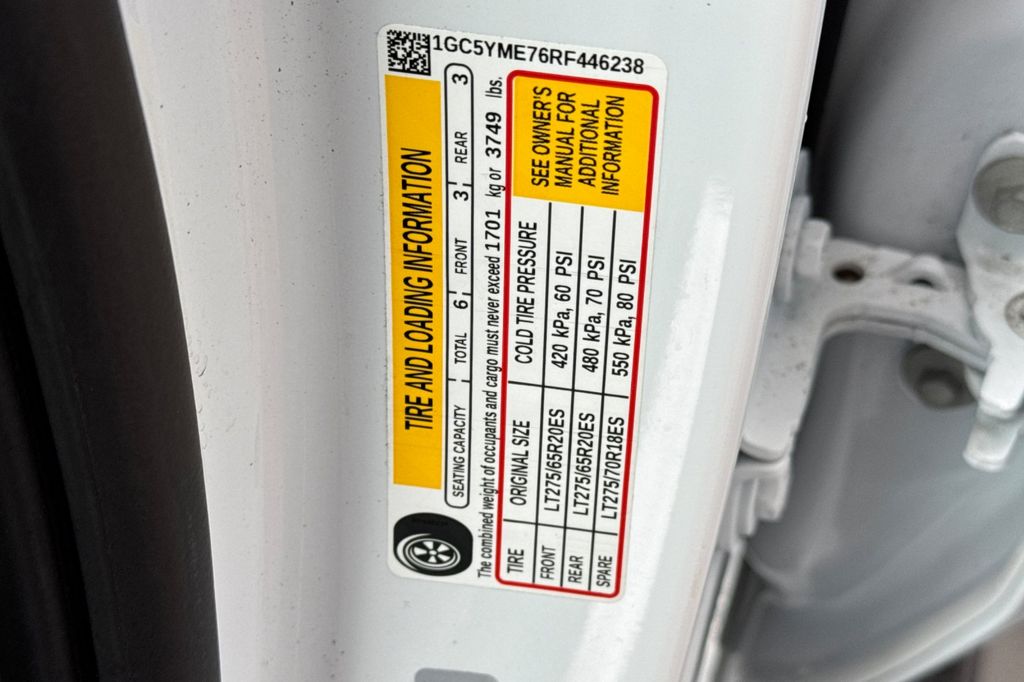 1GC5YME76RF446238
TIRE AND LOADING INFORMATION
SEATING CAPACITY TOTAL 6 FRONT 3 REAR 3
The combined weight of occupants and cargo must never exceed 1701 kg or 3749 lbs.
TIRE ORIGINAL SIZE COLD TIRE PRESSURE
FRONT LT275/65R20ES 420 kPa, 60 PSI
REAR LT275/65R20ES 480 kPa, 70 PSI
SPARE LT275/70R18ES 550 kPa, 80 PSI
SEE OWNER'S
MANUAL FOR
ADDITIONAL
INFORMATION